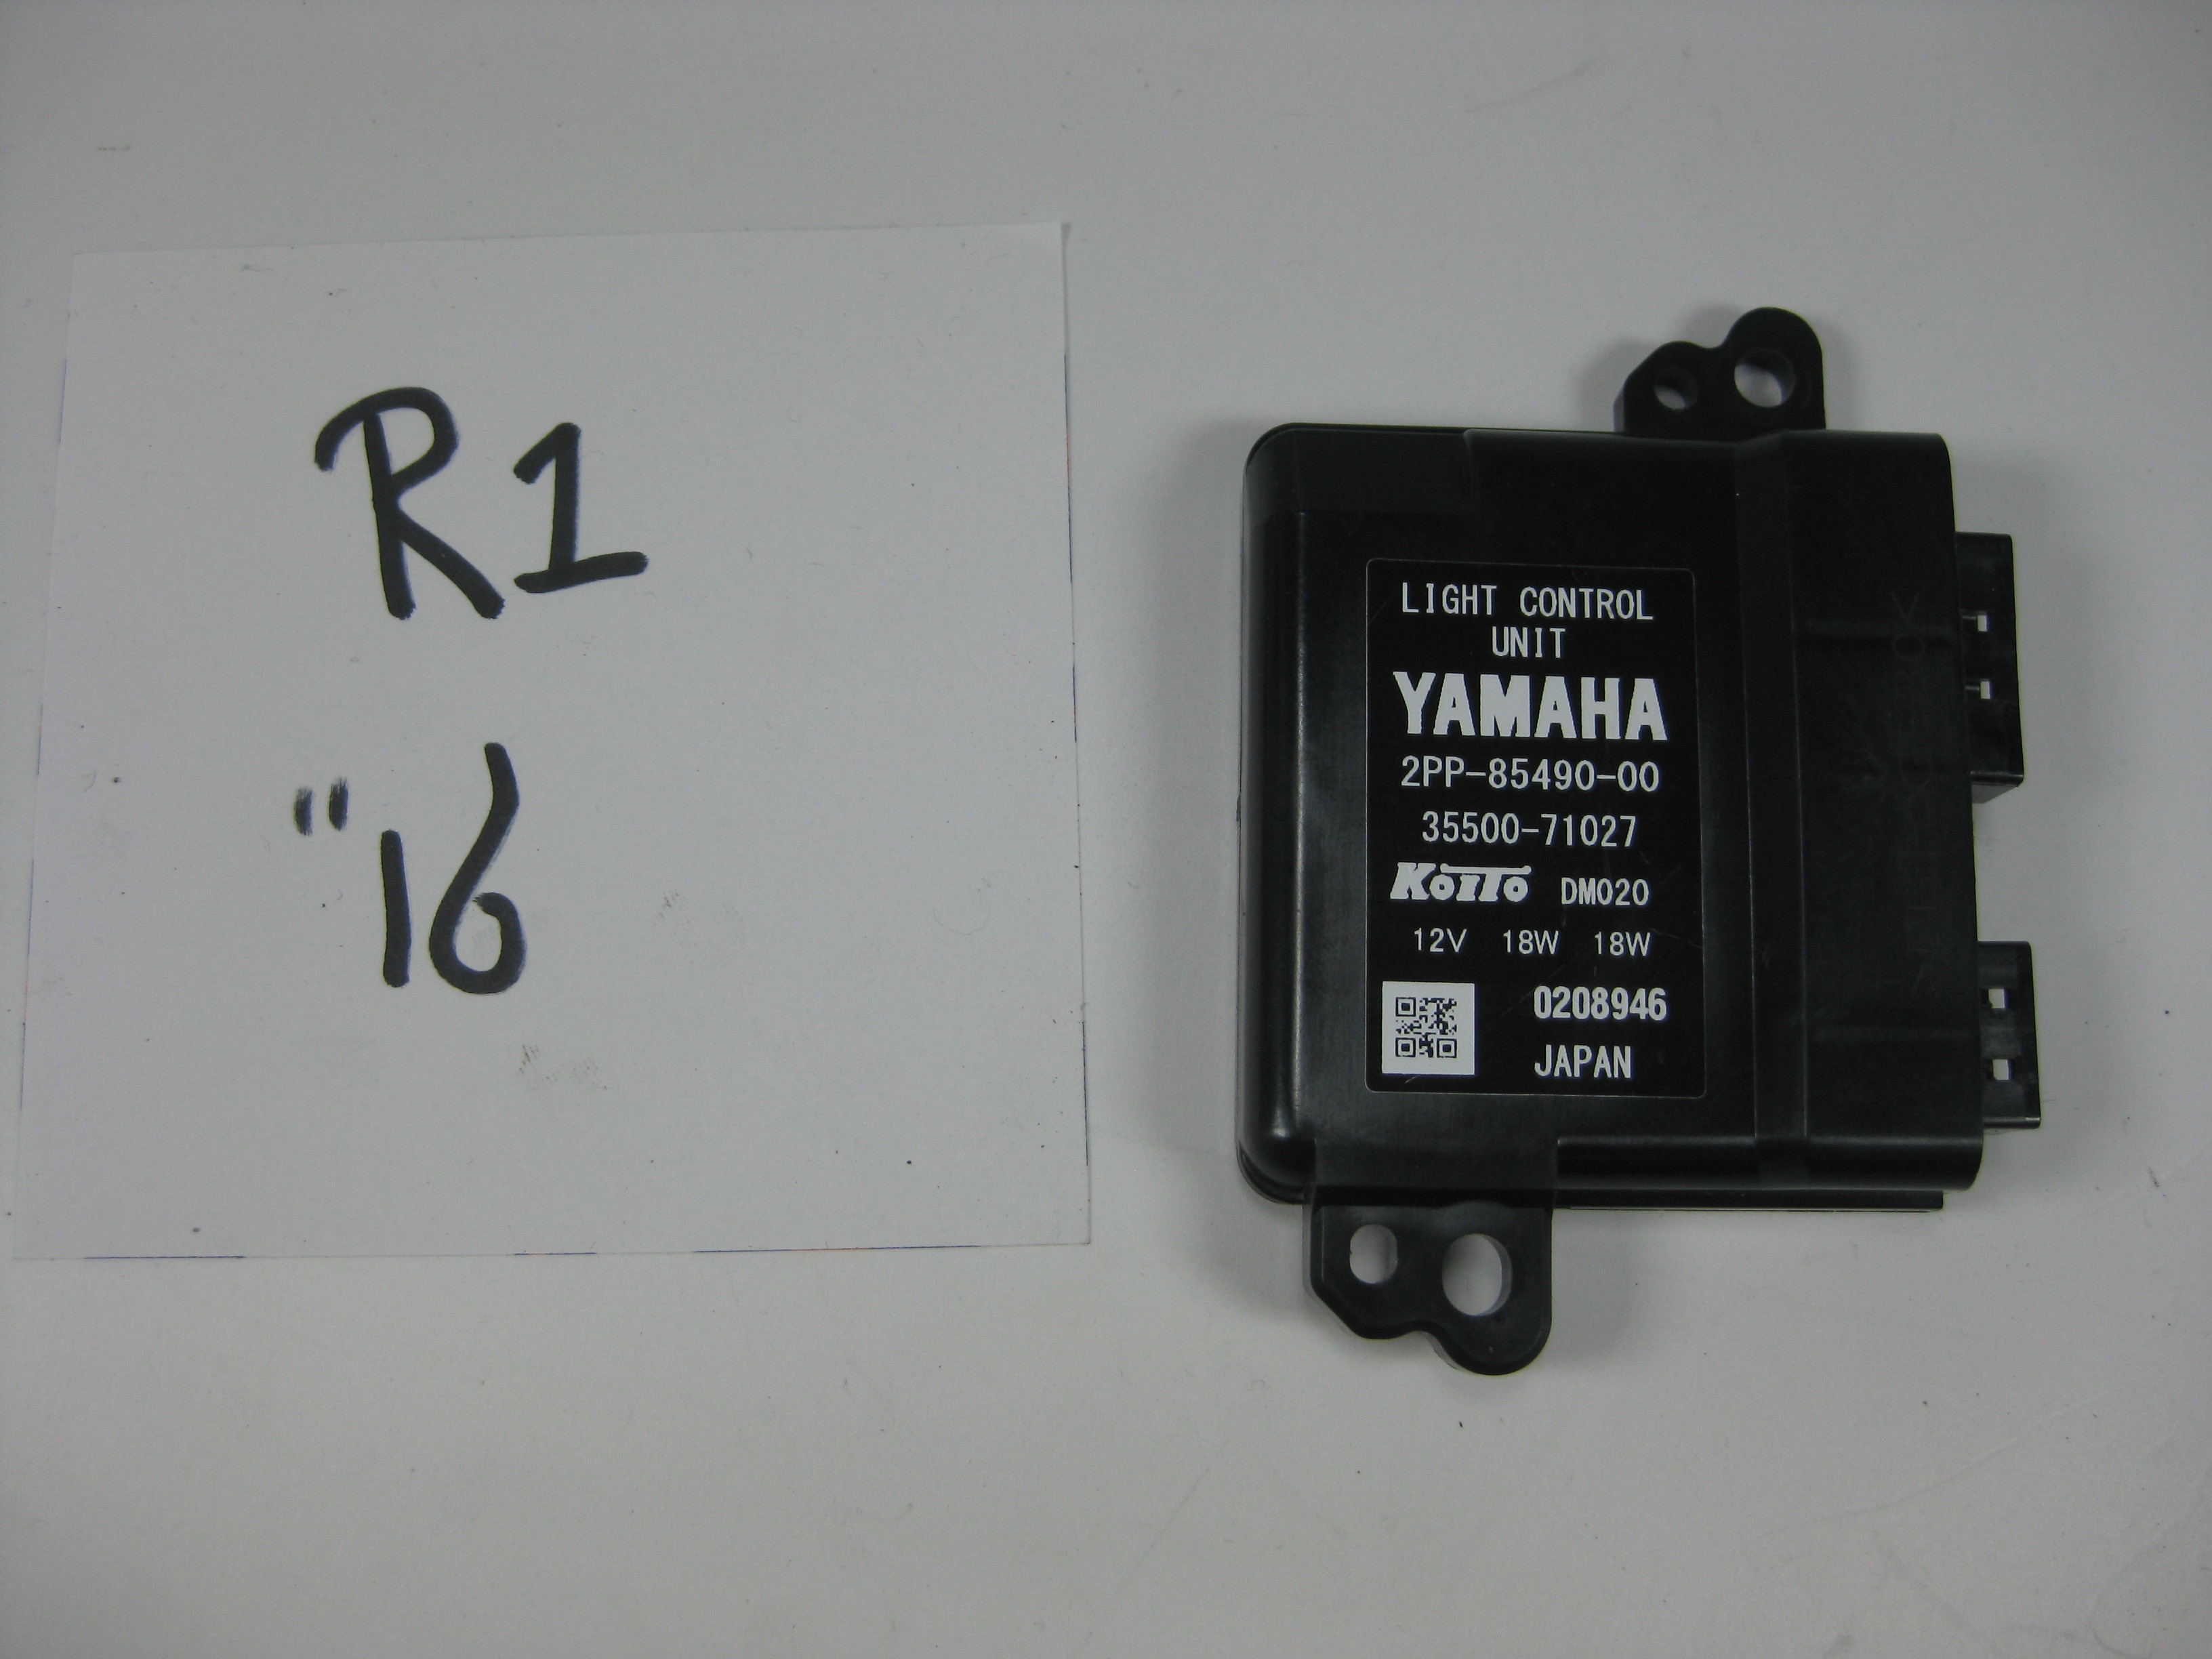 R1
"16
LIGHT CONTROL
UNIT
YAMAHA
2PP-85490-00
35500-71027
KOITO DM020
12V 18W 18W
0208946
JAPAN